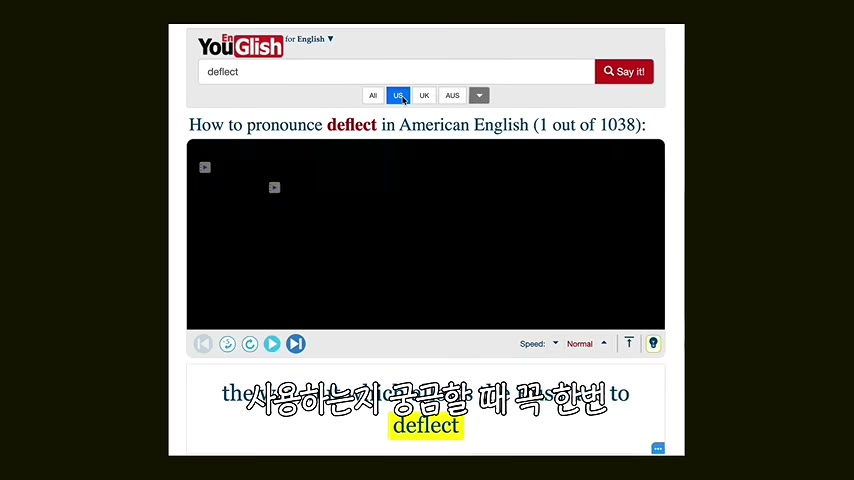 YouGlish
En
for English ▼
deflect
Say it!
All
US
UK
AUS
How to pronounce deflect in American English (1 out of 1038):
Speed:
Normal
사용하는지 궁금할 때 꼭 한번
the
to
deflect